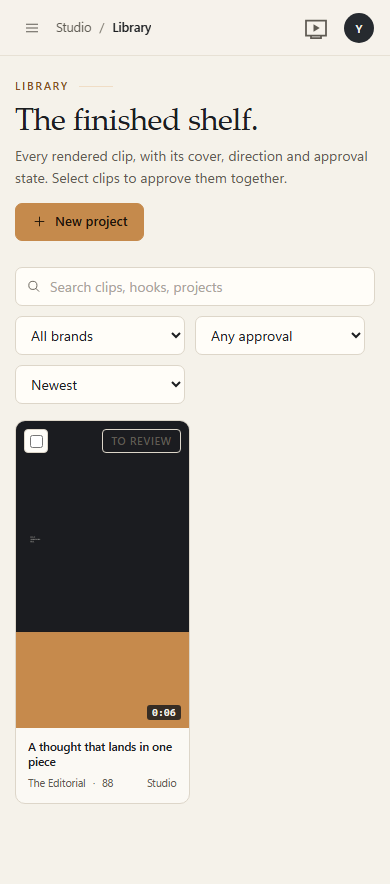 Studio / Library
Y
LIBRARY
The finished shelf.
Every rendered clip, with its cover, direction and approval
state. Select clips to approve them together.
+ New project
Search clips, hooks, projects
All brands
Any approval
Newest
TO REVIEW
0:06
A thought that lands in one
piece
The Editorial · 88 Studio